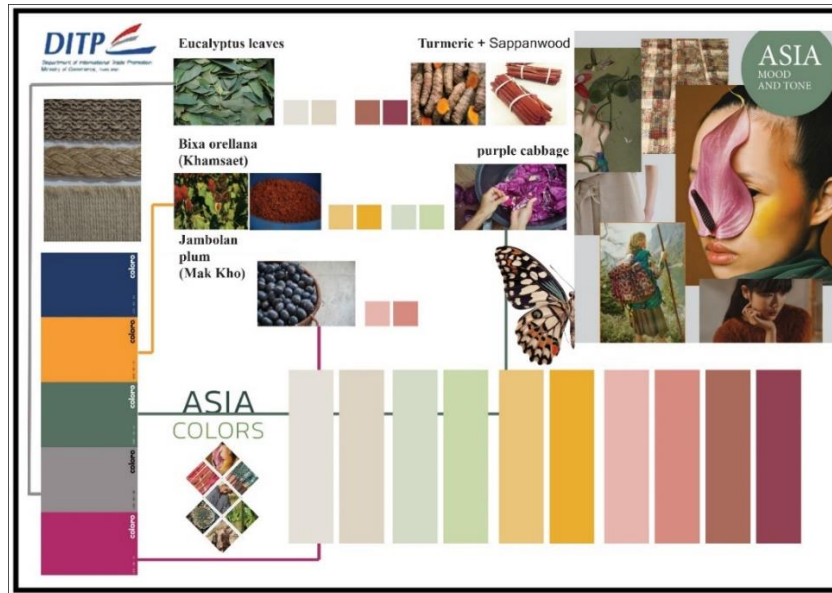 DITP
Department of International Trade Promotion
Ministry of Commerce, Thailand
Eucalyptus leaves
Turmeric + Sappanwood
ASIA
MOOD
AND TONE
Bixa orellana
(Khamsaet)
purple cabbage
Jambolan
plum
(Mak Kho)
coloro
coloro
coloro
coloro
coloro
ASIA
COLORS